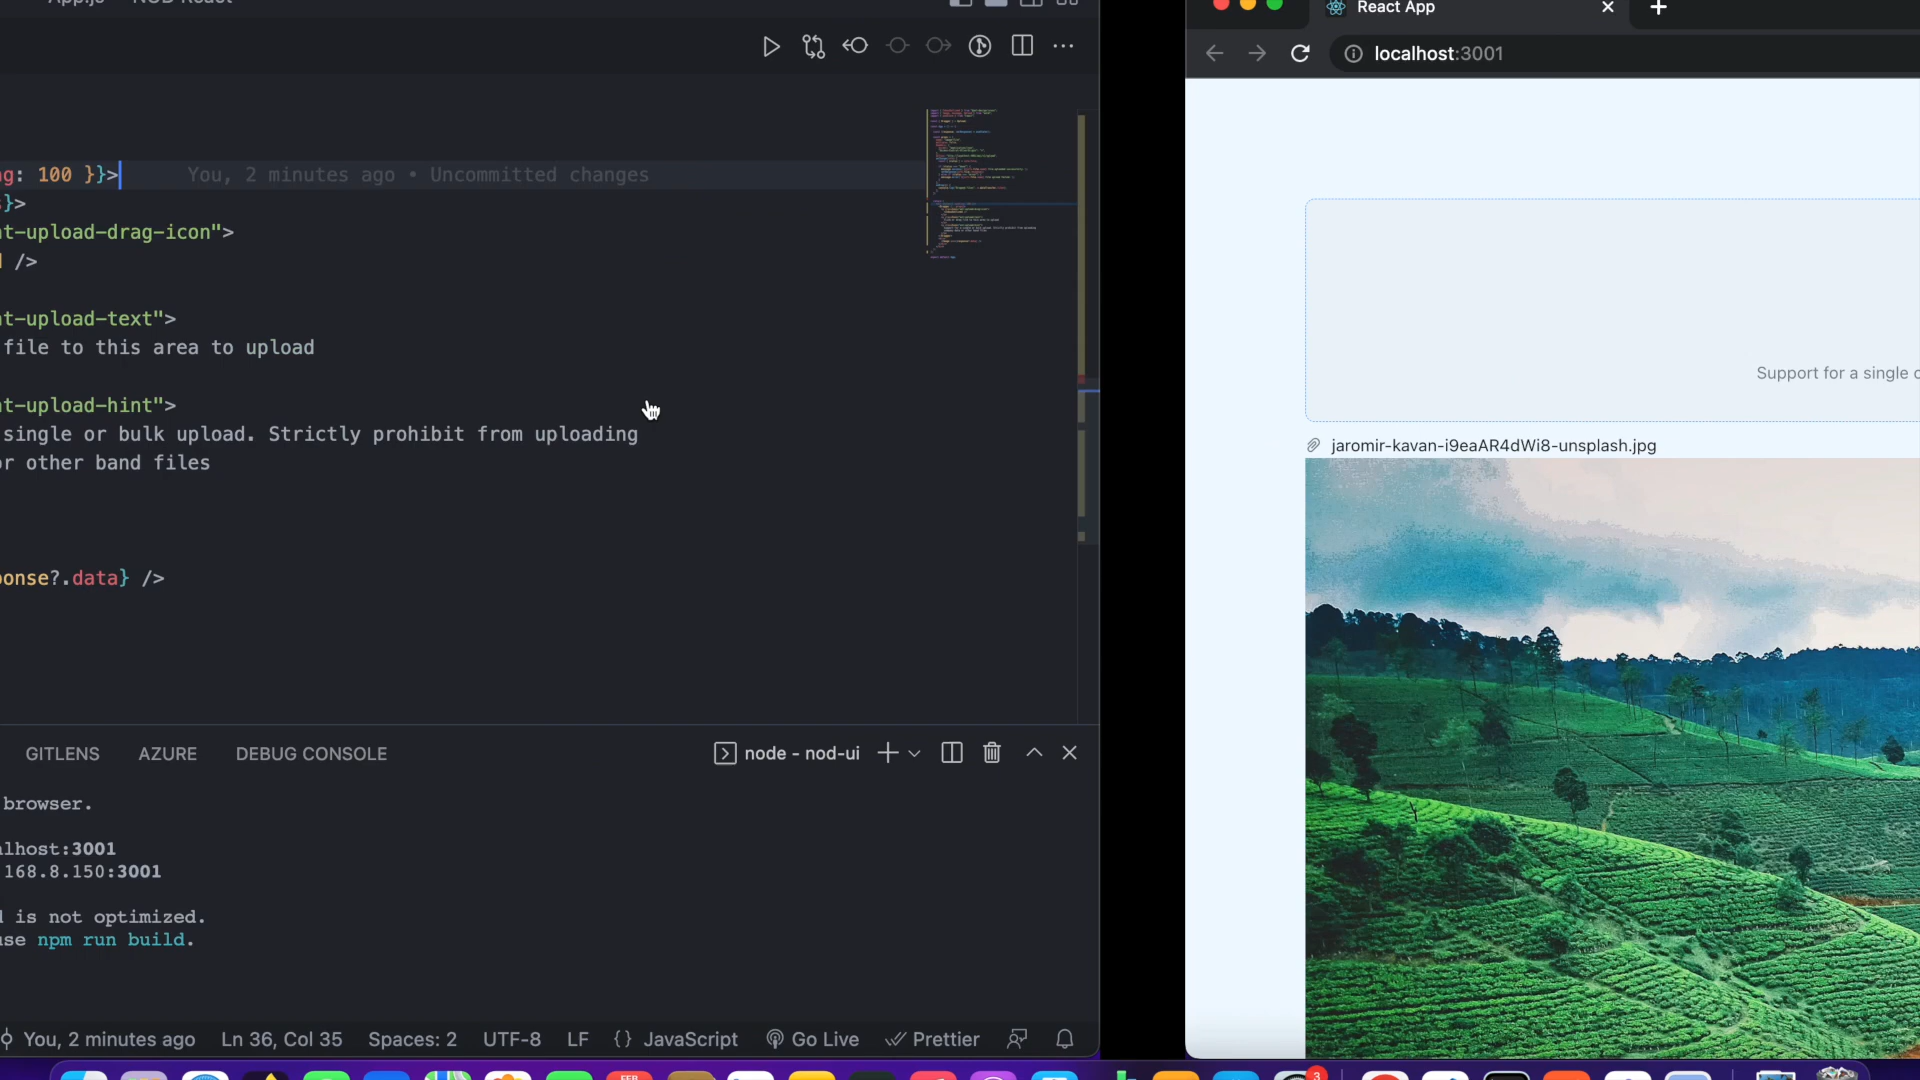 App.js — NOD React
g: 100 }}>
You, 2 minutes ago • Uncommitted changes
}>
t-upload-drag-icon">
/>
t-upload-text">
file to this area to upload
t-upload-hint">
single or bulk upload. Strictly prohibit from uploading
or other band files
onse?.data} />
GITLENS
AZURE
DEBUG CONSOLE
node - nod-ui
browser.
lhost:3001
168.8.150:3001
is not optimized.
use npm run build.
You, 2 minutes ago
Ln 36, Col 35
Spaces: 2
UTF-8
LF
{} JavaScript
Go Live
Prettier
React App
localhost:3001
Support for a single
jaromir-kavan-i9eaAR4dWi8-unsplash.jpg
FEB
3